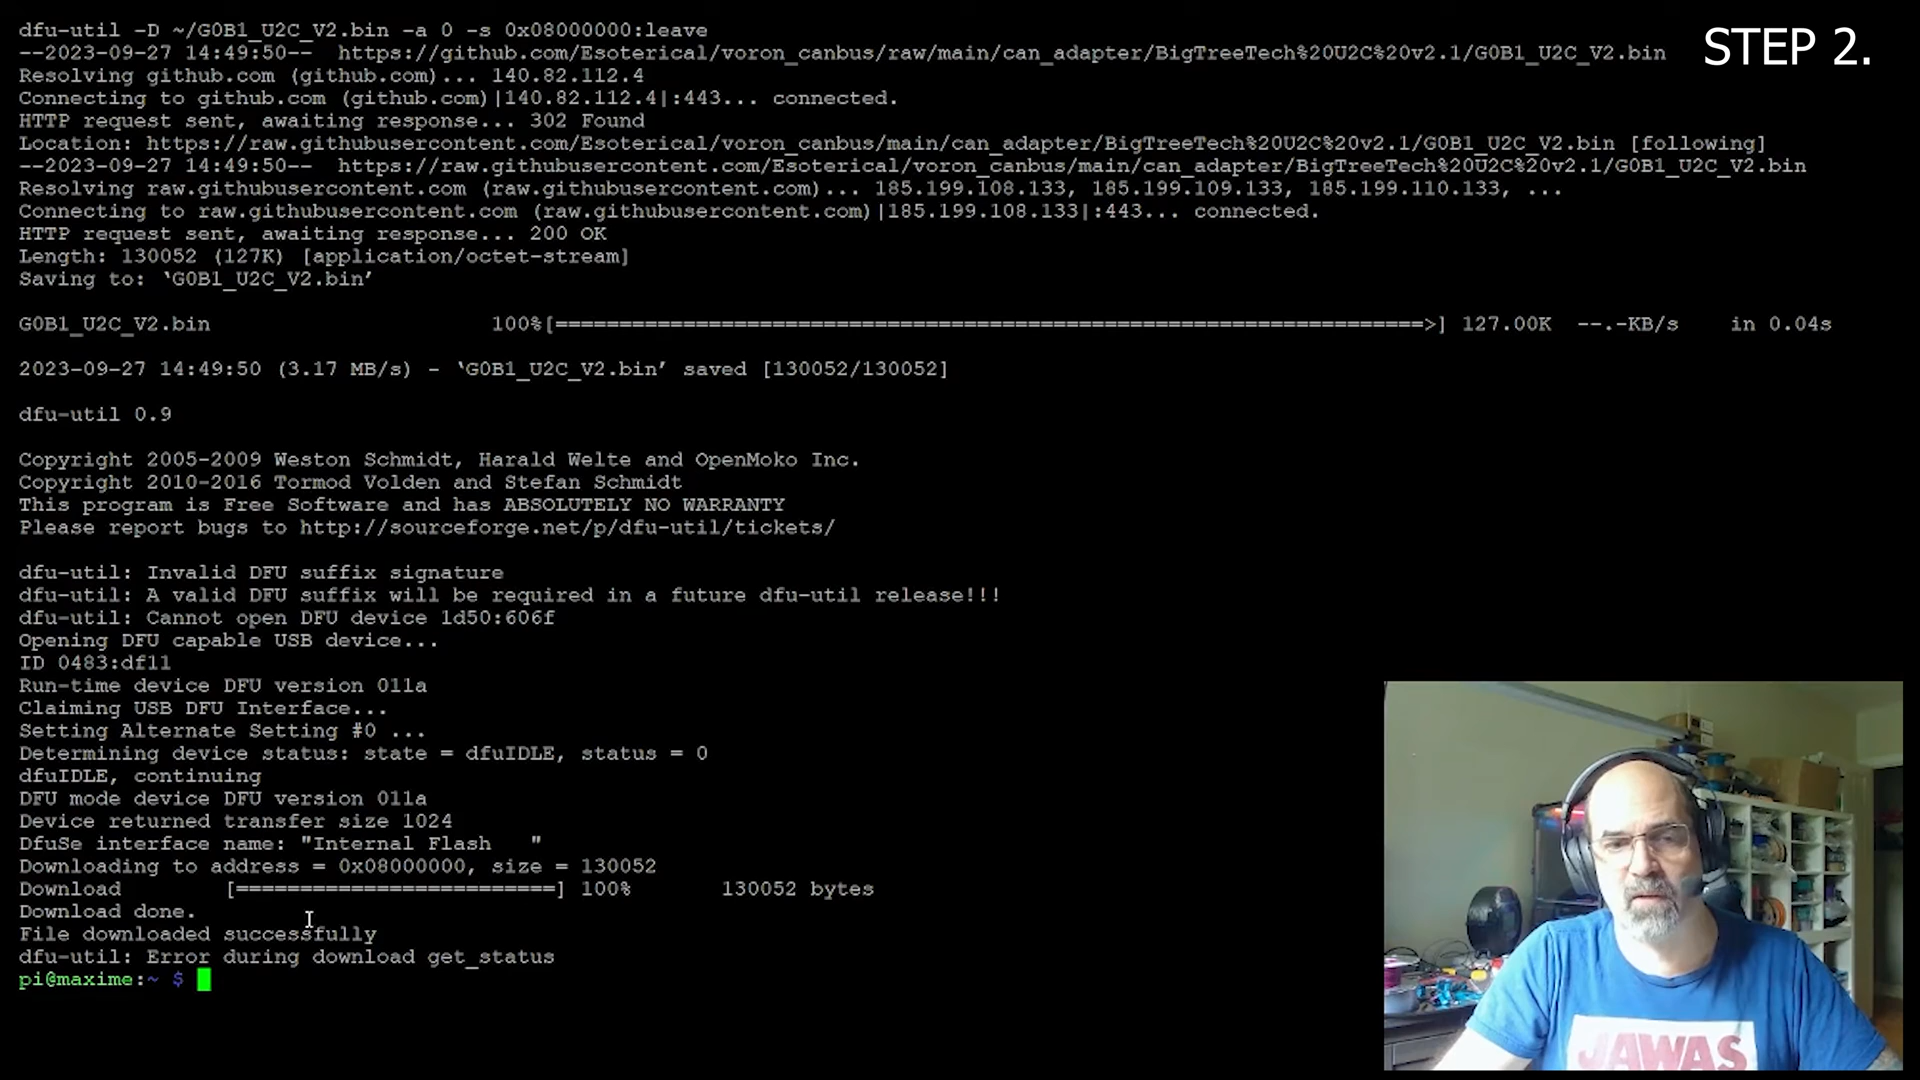 dfu-util -D ~/G0B1_U2C_V2.bin -a 0 -s 0x08000000:leave
--2023-09-27 14:49:50--  https://github.com/Esoterical/voron_canbus/raw/main/can_adapter/BigTreeTech%20U2C%20v2.1/G0B1_U2C_V2.bin
STEP 2.
Resolving github.com (github.com)... 140.82.112.4
Connecting to github.com (github.com)|140.82.112.4|:443... connected.
HTTP request sent, awaiting response... 302 Found
Location: https://raw.githubusercontent.com/Esoterical/voron_canbus/main/can_adapter/BigTreeTech%20U2C%20v2.1/G0B1_U2C_V2.bin [following]
--2023-09-27 14:49:50--  https://raw.githubusercontent.com/Esoterical/voron_canbus/main/can_adapter/BigTreeTech%20U2C%20v2.1/G0B1_U2C_V2.bin
Resolving raw.githubusercontent.com (raw.githubusercontent.com)... 185.199.108.133, 185.199.109.133, 185.199.110.133, ...
Connecting to raw.githubusercontent.com (raw.githubusercontent.com)|185.199.108.133|:443... connected.
HTTP request sent, awaiting response... 200 OK
Length: 130052 (127K) [application/octet-stream]
Saving to: ‘G0B1_U2C_V2.bin’
G0B1_U2C_V2.bin 100%[====================================================================>] 127.00K --.-KB/s in 0.04s
2023-09-27 14:49:50 (3.17 MB/s) - ‘G0B1_U2C_V2.bin’ saved [130052/130052]
dfu-util 0.9
Copyright 2005-2009 Weston Schmidt, Harald Welte and OpenMoko Inc.
Copyright 2010-2016 Tormod Volden and Stefan Schmidt
This program is Free Software and has ABSOLUTELY NO WARRANTY
Please report bugs to http://sourceforge.net/p/dfu-util/tickets/
dfu-util: Invalid DFU suffix signature
dfu-util: A valid DFU suffix will be required in a future dfu-util release!!!
dfu-util: Cannot open DFU device 1d50:606f
Opening DFU capable USB device...
ID 0483:df11
Run-time device DFU version 011a
Claiming USB DFU Interface...
Setting Alternate Setting #0 ...
Determining device status: state = dfuIDLE, status = 0
dfuIDLE, continuing
DFU mode device DFU version 011a
Device returned transfer size 1024
DfuSe interface name: "Internal Flash   "
Downloading to address = 0x08000000, size = 130052
Download [=========================] 100% 130052 bytes
Download done.
File downloaded successfully
dfu-util: Error during download get_status
pi@maxime:~ $
JAWAS